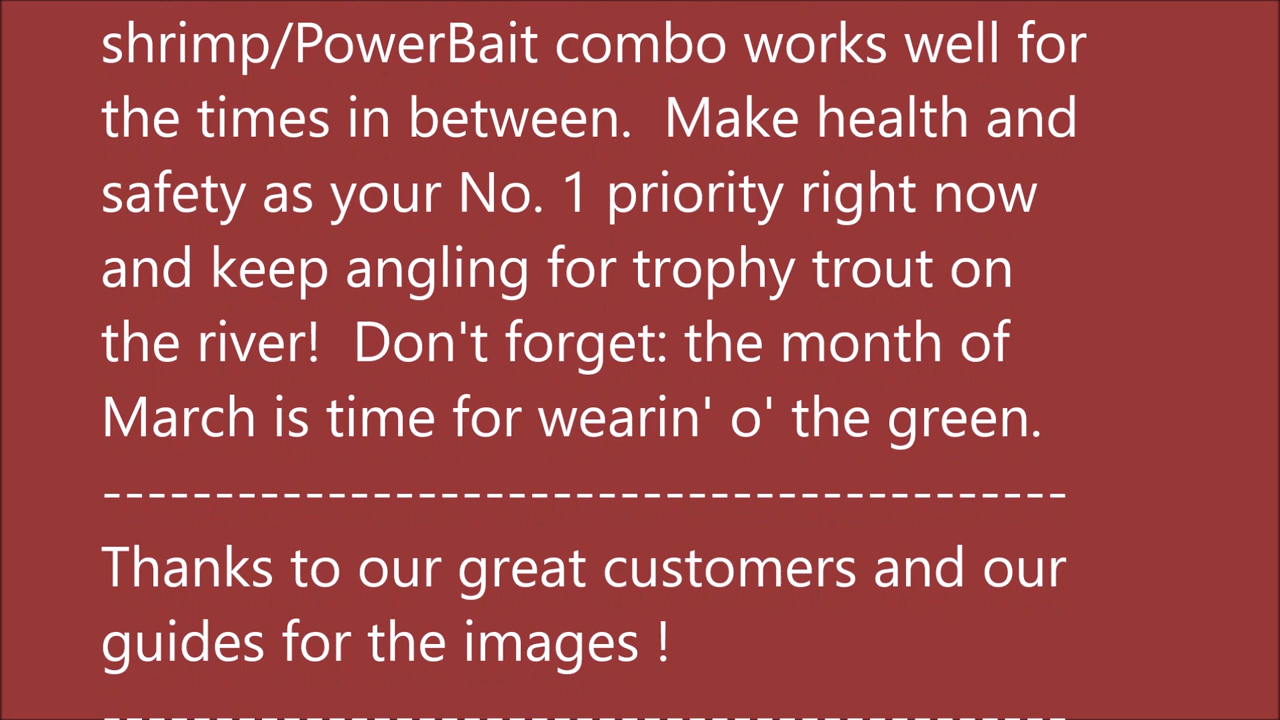 shrimp/PowerBait combo works well for
the times in between.  Make health and
safety as your No. 1 priority right now
and keep angling for trophy trout on
the river!  Don't forget: the month of
March is time for wearin' o' the green.
-------------------------------------------
Thanks to our great customers and our
guides for the images !
-------------------------------------------